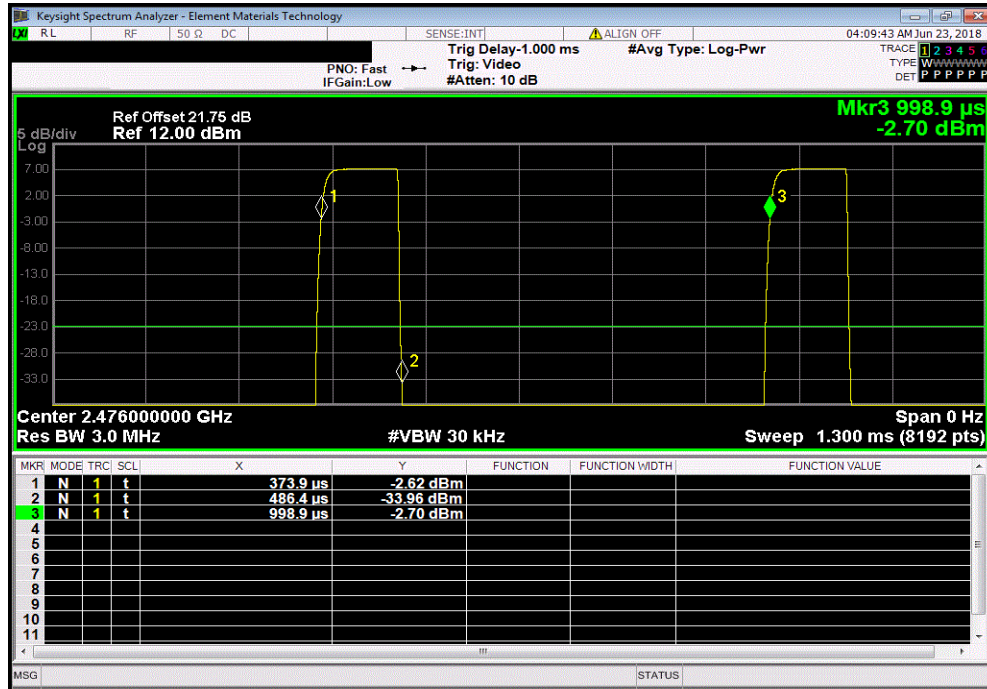 Keysight Spectrum Analyzer - Element Materials Technology
LXI RL RF 50 Ω DC SENSE:INT ALIGN OFF 04:09:43 AM Jun 23, 2018
Trig Delay-1.000 ms #Avg Type: Log-Pwr TRACE 1 2 3 4 5 6
PNO: Fast Trig: Video TYPE WWWWWW
IFGain:Low #Atten: 10 dB DET P P P P P P
Mkr3 998.9 µs
-2.70 dBm
Ref Offset 21.75 dB
5 dB/div Ref 12.00 dBm
Log
7.00
2.00
-3.00
-8.00
-13.0
-18.0
-23.0
-28.0
-33.0
1
3
2
Center 2.476000000 GHz Span 0 Hz
Res BW 3.0 MHz #VBW 30 kHz Sweep 1.300 ms (8192 pts)
MKR MODE TRC SCL X Y FUNCTION FUNCTION WIDTH FUNCTION VALUE
1 N 1 t 373.9 µs -2.62 dBm
2 N 1 t 486.4 µs -33.96 dBm
3 N 1 t 998.9 µs -2.70 dBm
4
5
6
7
8
9
10
11
MSG STATUS